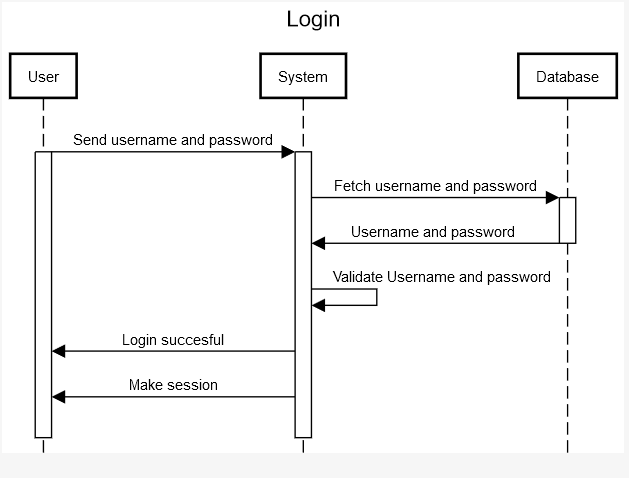 Login
User
System
Database
Send username and password
Fetch username and password
Username and password
Validate Username and password
Login succesful
Make session